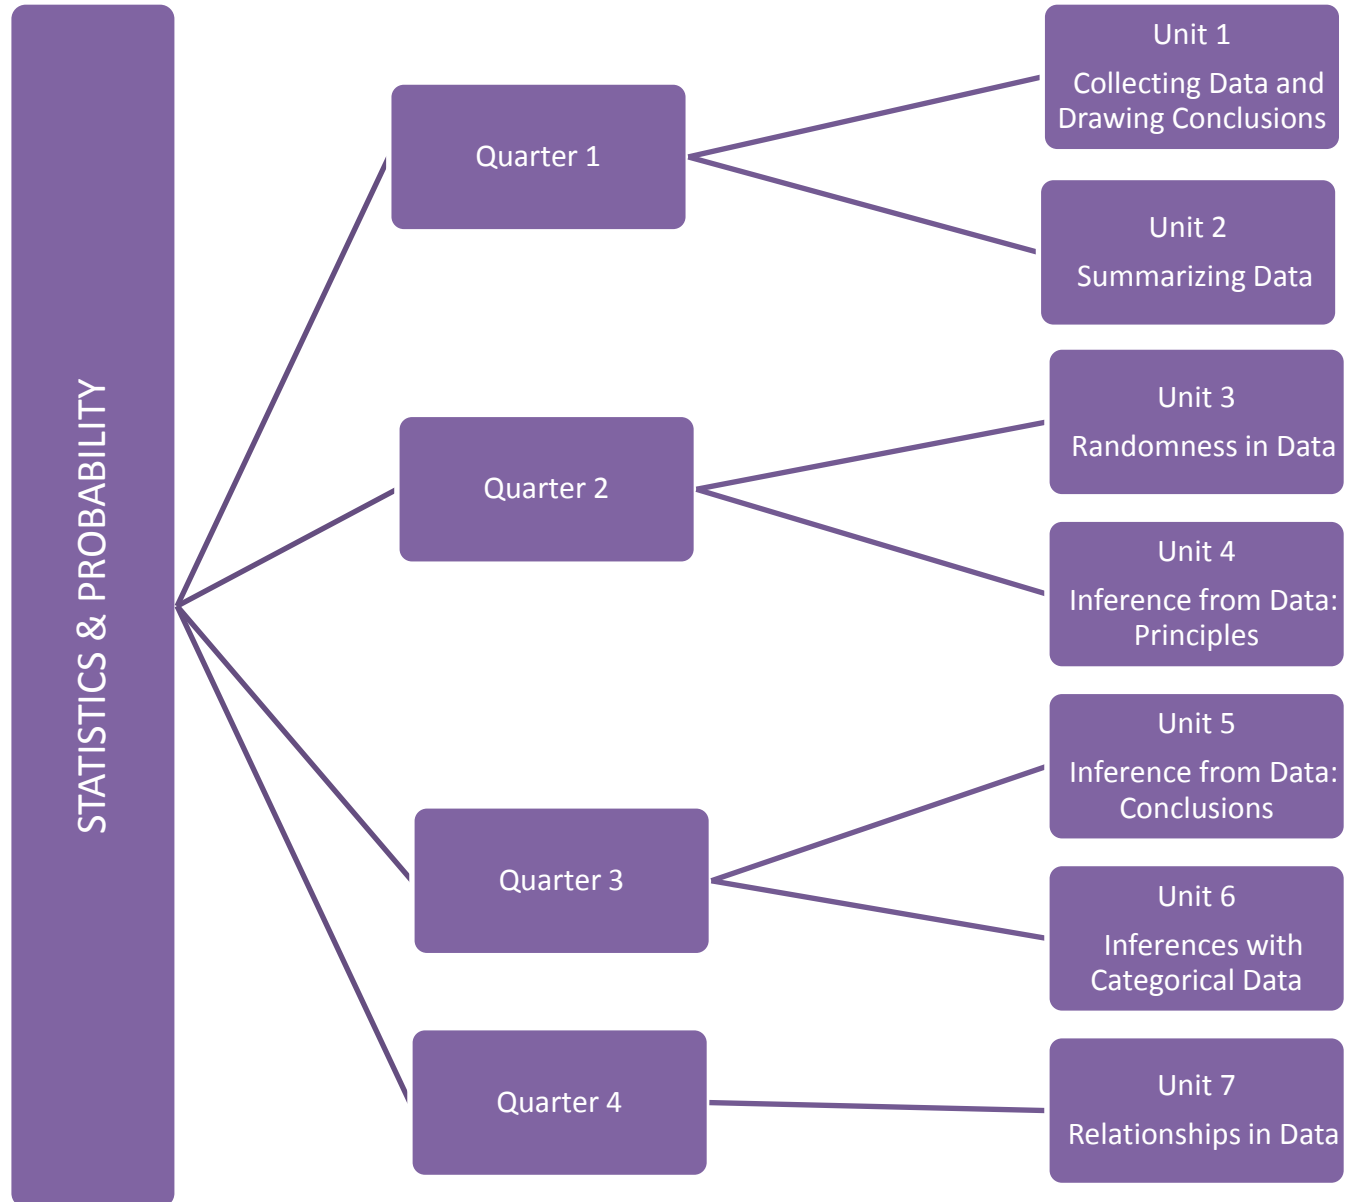 STATISTICS & PROBABILITY
Quarter 1
Unit 1
Collecting Data and
Drawing Conclusions
Unit 2
Summarizing Data
Quarter 2
Unit 3
Randomness in Data
Unit 4
Inference from Data:
Principles
Quarter 3
Unit 5
Inference from Data:
Conclusions
Unit 6
Inferences with
Categorical Data
Quarter 4
Unit 7
Relationships in Data